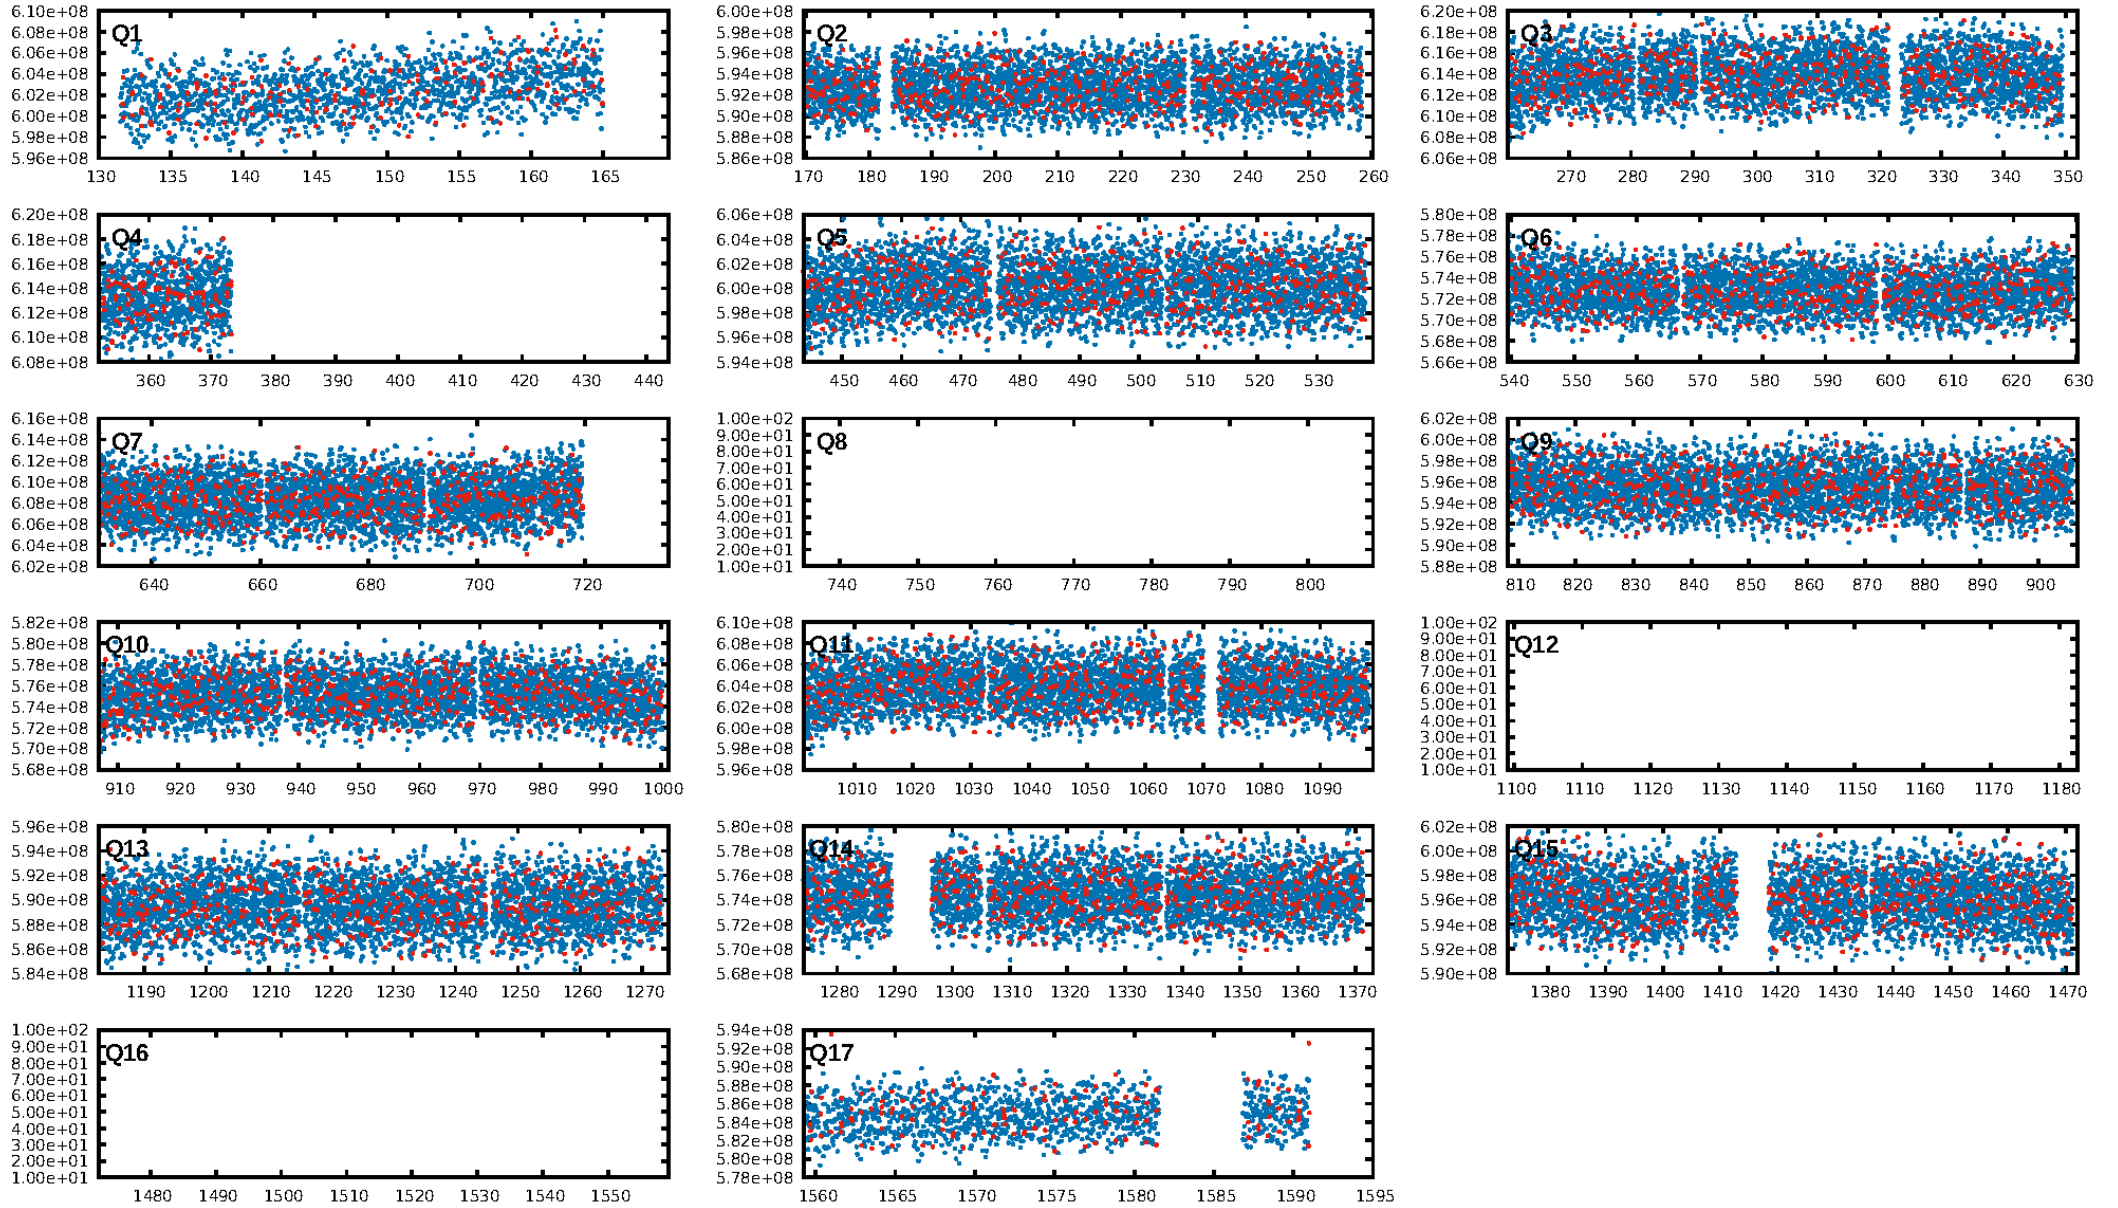 6.10e+08
6.08e+08
6.06e+08
6.04e+08
6.02e+08
6.00e+08
5.98e+08
5.96e+08
Q1
130 135 140 145 150 155 160 165
6.00e+08
5.98e+08
5.96e+08
5.94e+08
5.92e+08
5.90e+08
5.88e+08
5.86e+08
Q2
170 180 190 200 210 220 230 240 250 260
6.20e+08
6.18e+08
6.16e+08
6.14e+08
6.12e+08
6.10e+08
6.08e+08
6.06e+08
Q3
270 280 290 300 310 320 330 340 350
6.20e+08
6.18e+08
6.16e+08
6.14e+08
6.12e+08
6.10e+08
6.08e+08
Q4
360 370 380 390 400 410 420 430 440
6.06e+08
6.04e+08
6.02e+08
6.00e+08
5.98e+08
5.96e+08
5.94e+08
Q5
450 460 470 480 490 500 510 520 530
5.80e+08
5.78e+08
5.76e+08
5.74e+08
5.72e+08
5.70e+08
5.68e+08
5.66e+08
Q6
540 550 560 570 580 590 600 610 620 630
6.16e+08
6.14e+08
6.12e+08
6.10e+08
6.08e+08
6.06e+08
6.04e+08
6.02e+08
Q7
640 660 680 700 720
1.00e+02
9.00e+01
8.00e+01
7.00e+01
6.00e+01
5.00e+01
4.00e+01
3.00e+01
2.00e+01
1.00e+01
Q8
740 750 760 770 780 790 800
6.02e+08
6.00e+08
5.98e+08
5.96e+08
5.94e+08
5.92e+08
5.90e+08
5.88e+08
Q9
810 820 830 840 850 860 870 880 890 900
5.82e+08
5.80e+08
5.78e+08
5.76e+08
5.74e+08
5.72e+08
5.70e+08
5.68e+08
Q10
910 920 930 940 950 960 970 980 990 1000
6.10e+08
6.08e+08
6.06e+08
6.04e+08
6.02e+08
6.00e+08
5.98e+08
5.96e+08
Q11
1010 1020 1030 1040 1050 1060 1070 1080 1090
1.00e+02
9.00e+01
8.00e+01
7.00e+01
6.00e+01
5.00e+01
4.00e+01
3.00e+01
2.00e+01
1.00e+01
Q12
1100 1110 1120 1130 1140 1150 1160 1170 1180
5.96e+08
5.94e+08
5.92e+08
5.90e+08
5.88e+08
5.86e+08
5.84e+08
Q13
1190 1200 1210 1220 1230 1240 1250 1260 1270
5.80e+08
5.78e+08
5.76e+08
5.74e+08
5.72e+08
5.70e+08
5.68e+08
Q14
1280 1290 1300 1310 1320 1330 1340 1350 1360 1370
6.02e+08
6.00e+08
5.98e+08
5.96e+08
5.94e+08
5.92e+08
5.90e+08
Q15
1380 1390 1400 1410 1420 1430 1440 1450 1460 1470
1.00e+02
9.00e+01
8.00e+01
7.00e+01
6.00e+01
5.00e+01
4.00e+01
3.00e+01
2.00e+01
1.00e+01
Q16
1480 1490 1500 1510 1520 1530 1540 1550
5.94e+08
5.92e+08
5.90e+08
5.88e+08
5.86e+08
5.84e+08
5.82e+08
5.80e+08
5.78e+08
Q17
1560 1565 1570 1575 1580 1585 1590 1595